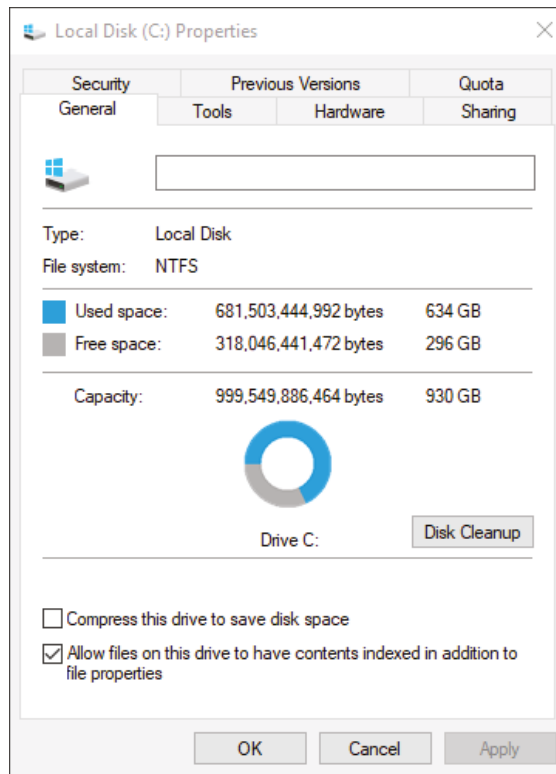 Local Disk (C:) Properties
Security Previous Versions Quota
General Tools Hardware Sharing
Type: Local Disk
File system: NTFS
Used space: 681,503,444,992 bytes 634 GB
Free space: 318,046,441,472 bytes 296 GB
Capacity: 999,549,886,464 bytes 930 GB
Drive C:
Disk Cleanup
Compress this drive to save disk space
Allow files on this drive to have contents indexed in addition to
file properties
OK Cancel Apply